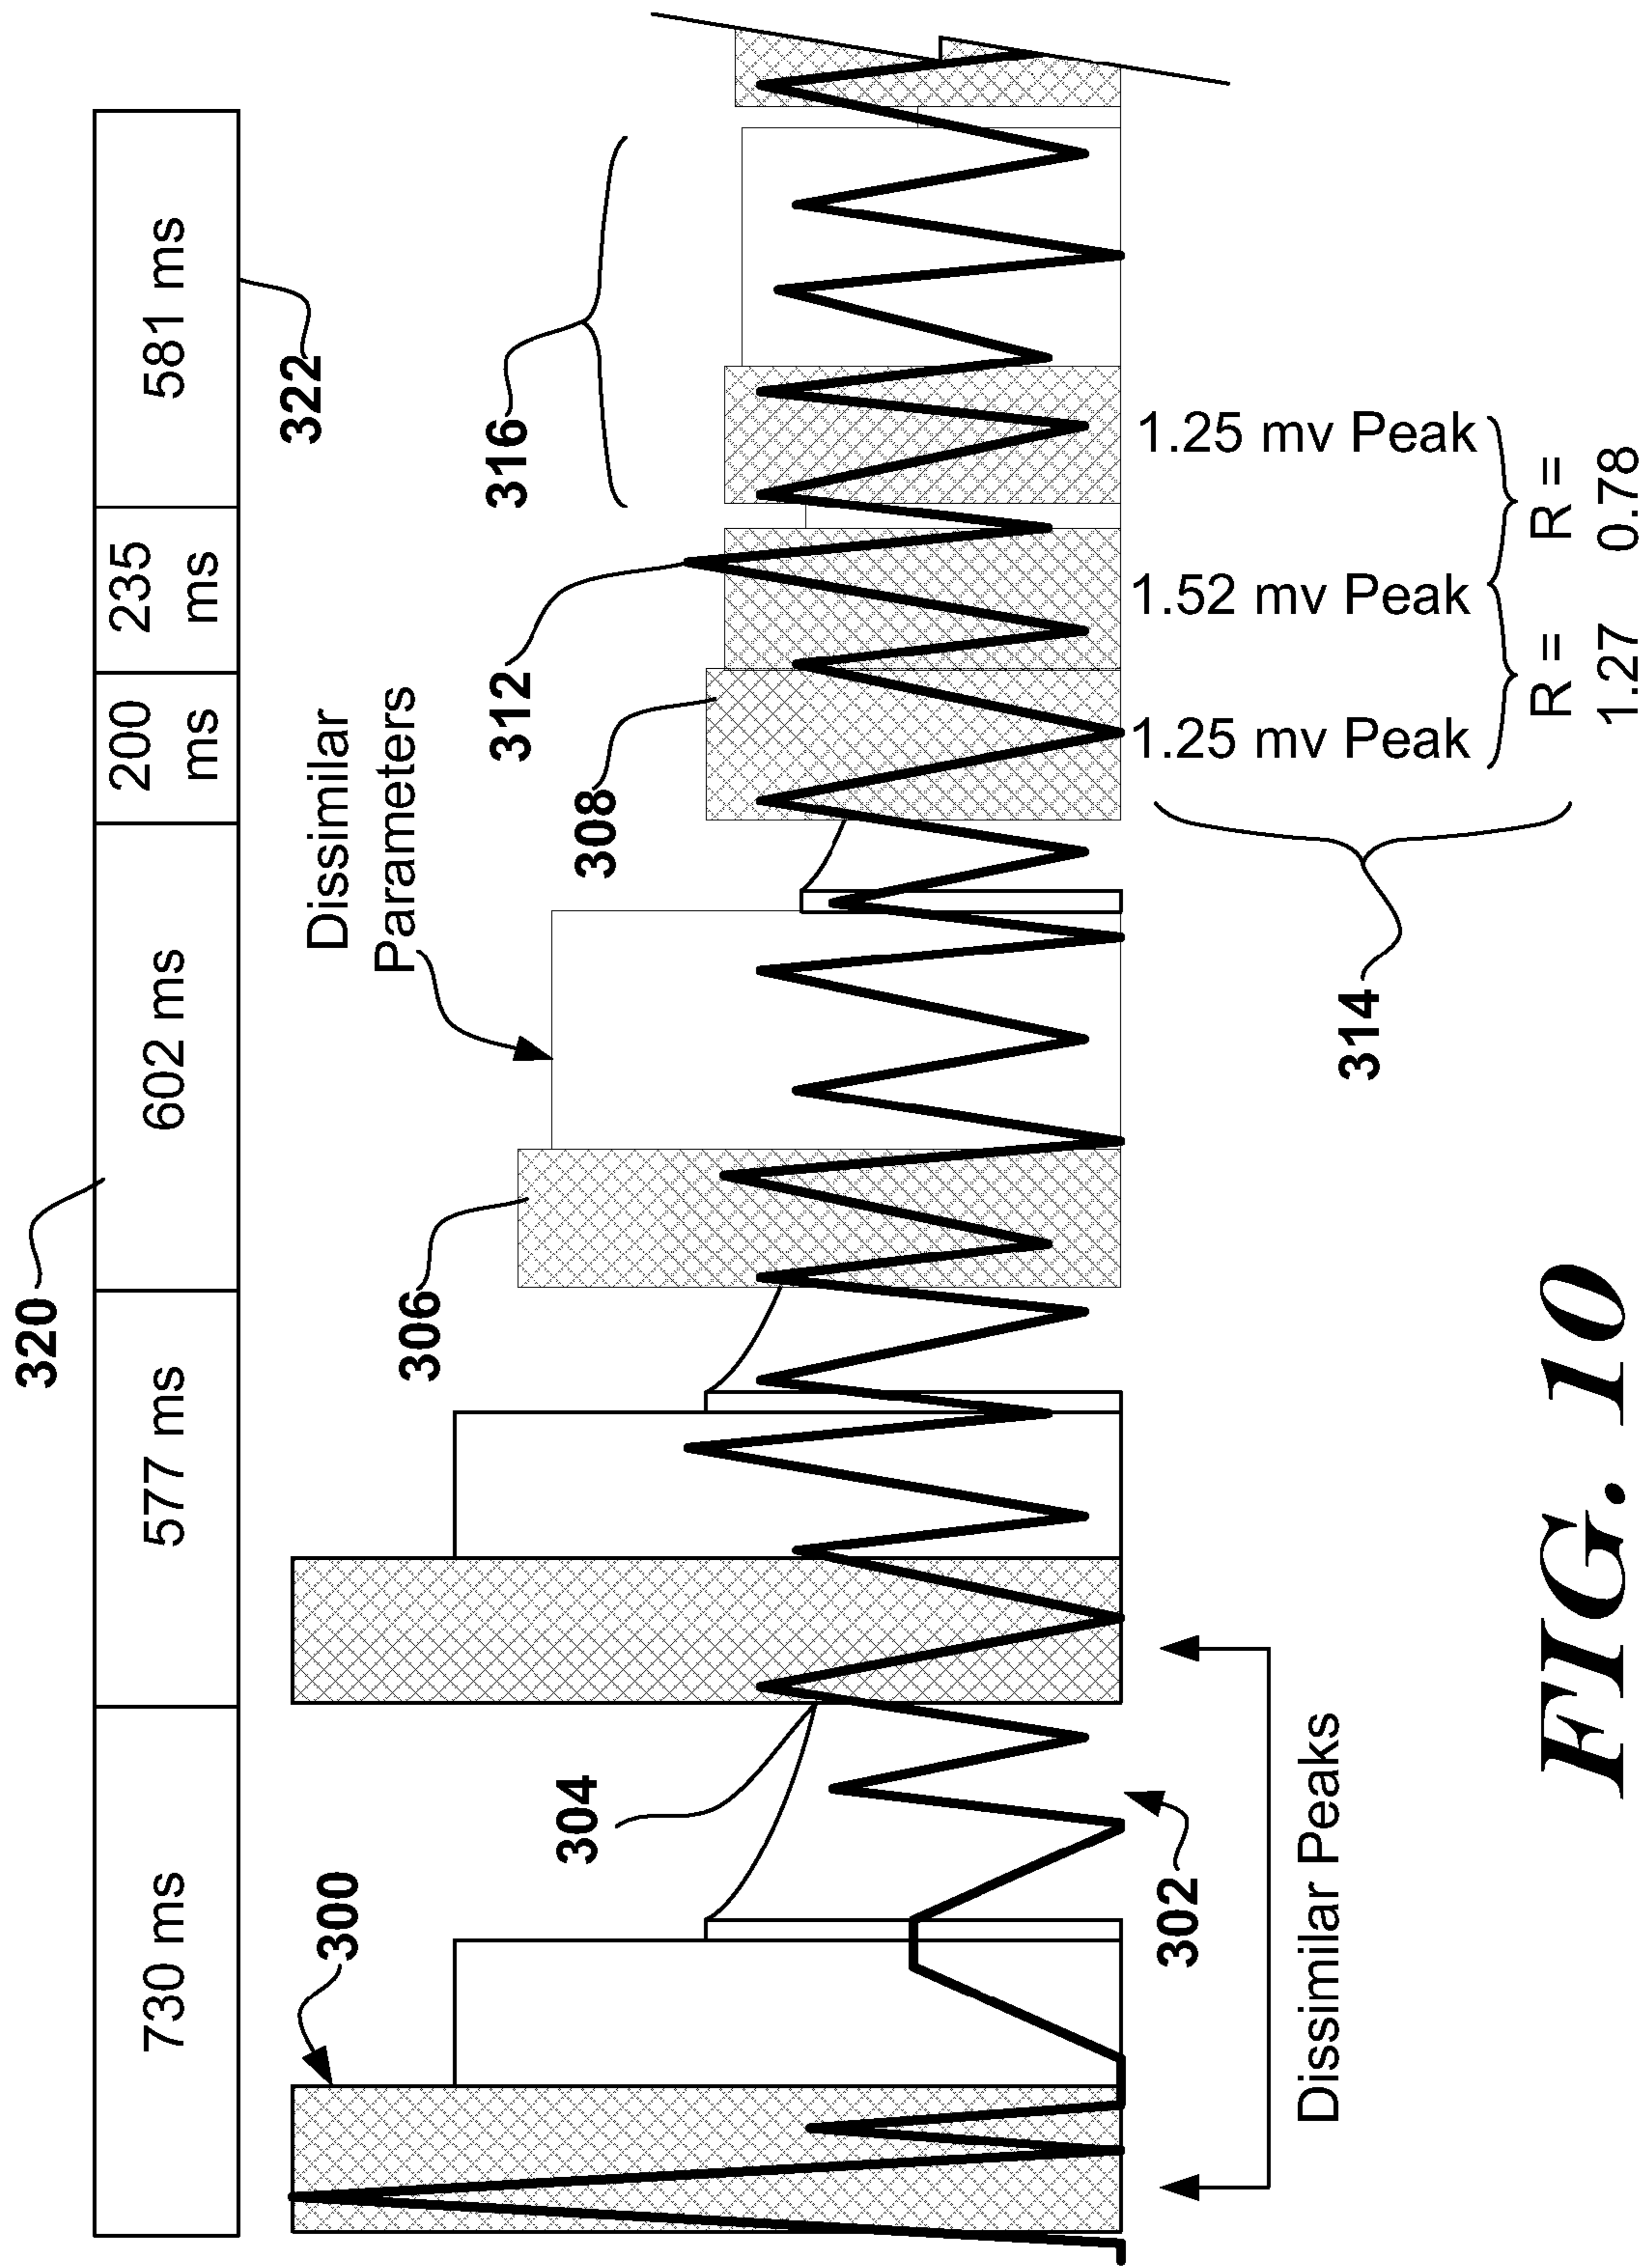 320
730 ms
577 ms
602 ms
200
ms
235
ms
581 ms
322
300
304
306
Dissimilar
Parameters
308
312
316
302
Dissimilar Peaks
314
1.25 mv Peak
1.52 mv Peak
1.25 mv Peak
R =
1.27
R =
0.78
FIG. 10